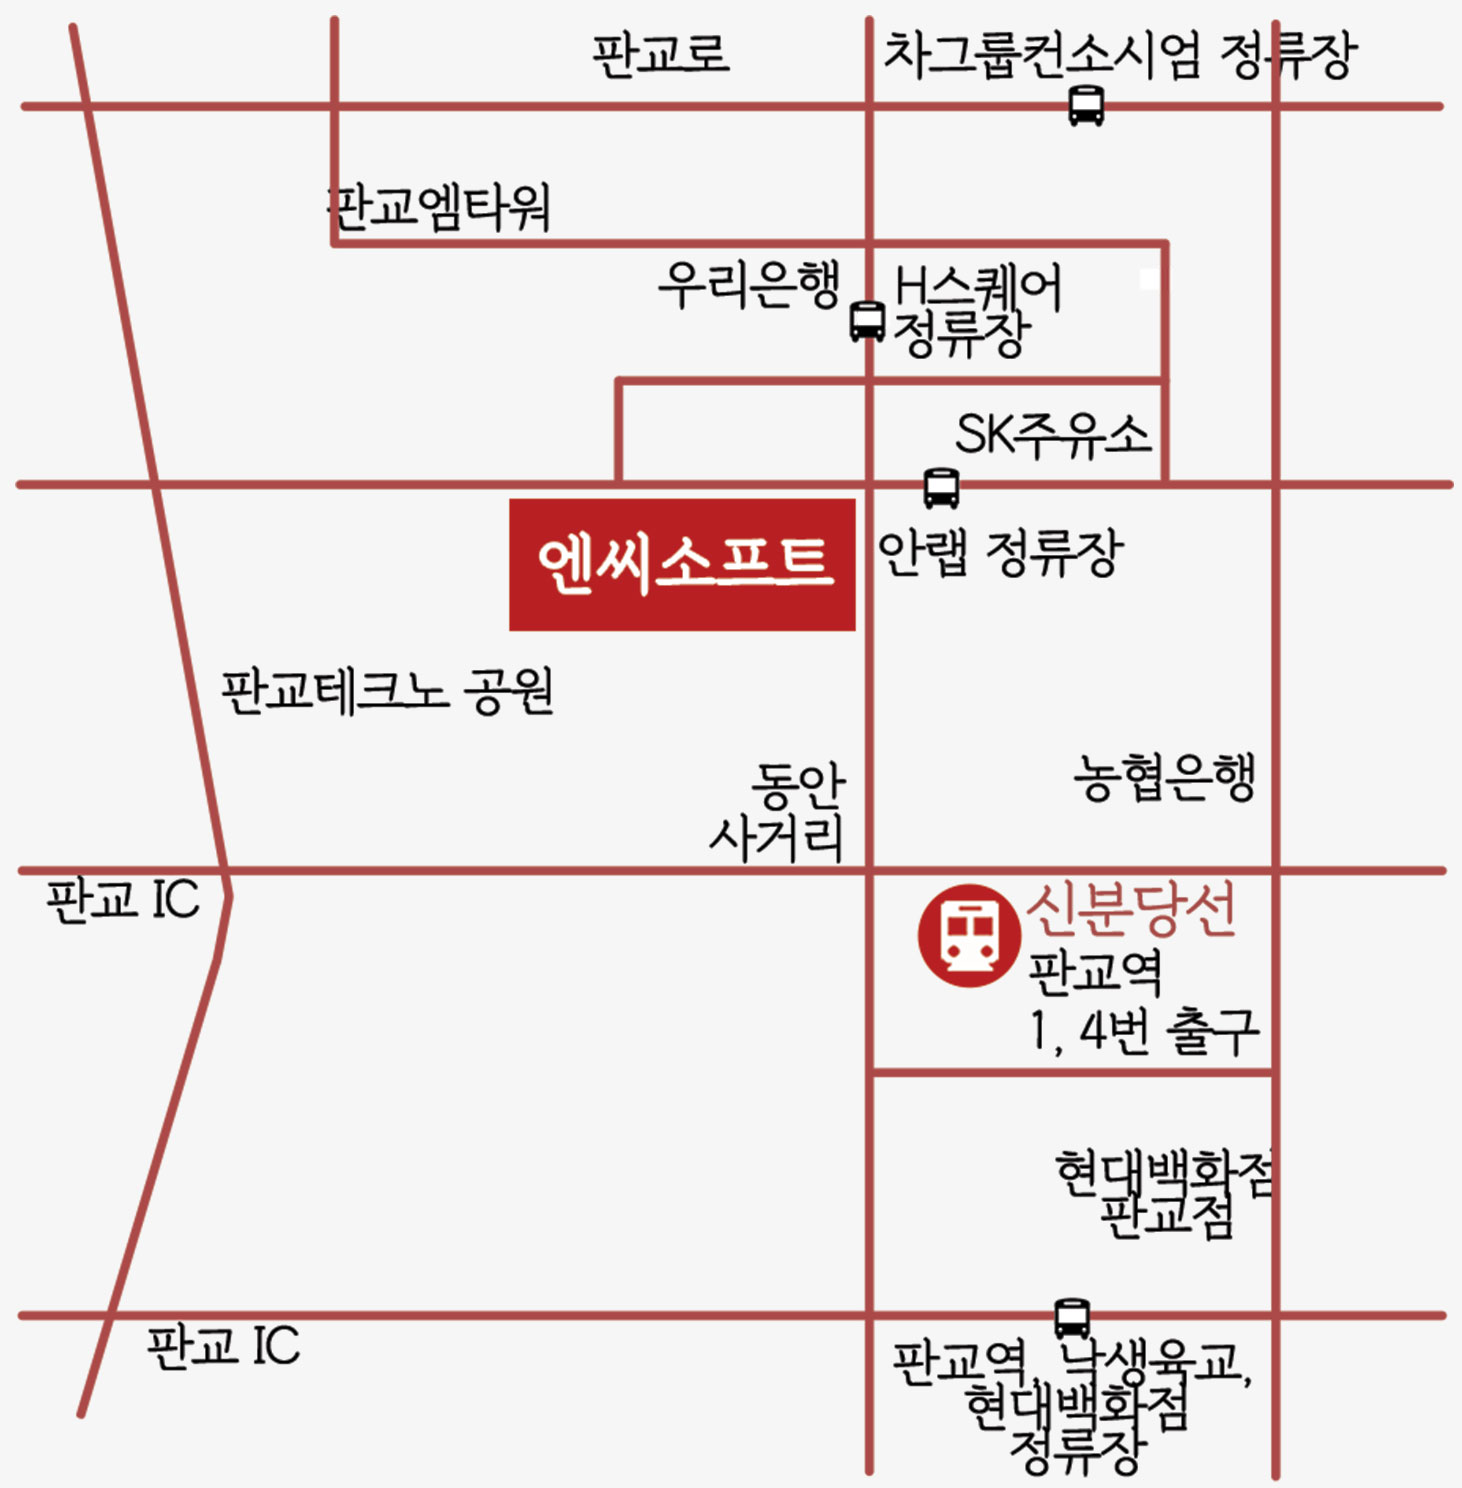 판교로
차그룹컨소시엄 정류장
판교엠타워
우리은행
H스퀘어
정류장
SK주유소
엔씨소프트
안랩 정류장
판교테크노 공원
동안
사거리
농협은행
판교 IC
신분당선
판교역
1, 4번 출구
현대백화점
판교점
판교 IC
판교역, 낙생육교,
현대백화점
정류장